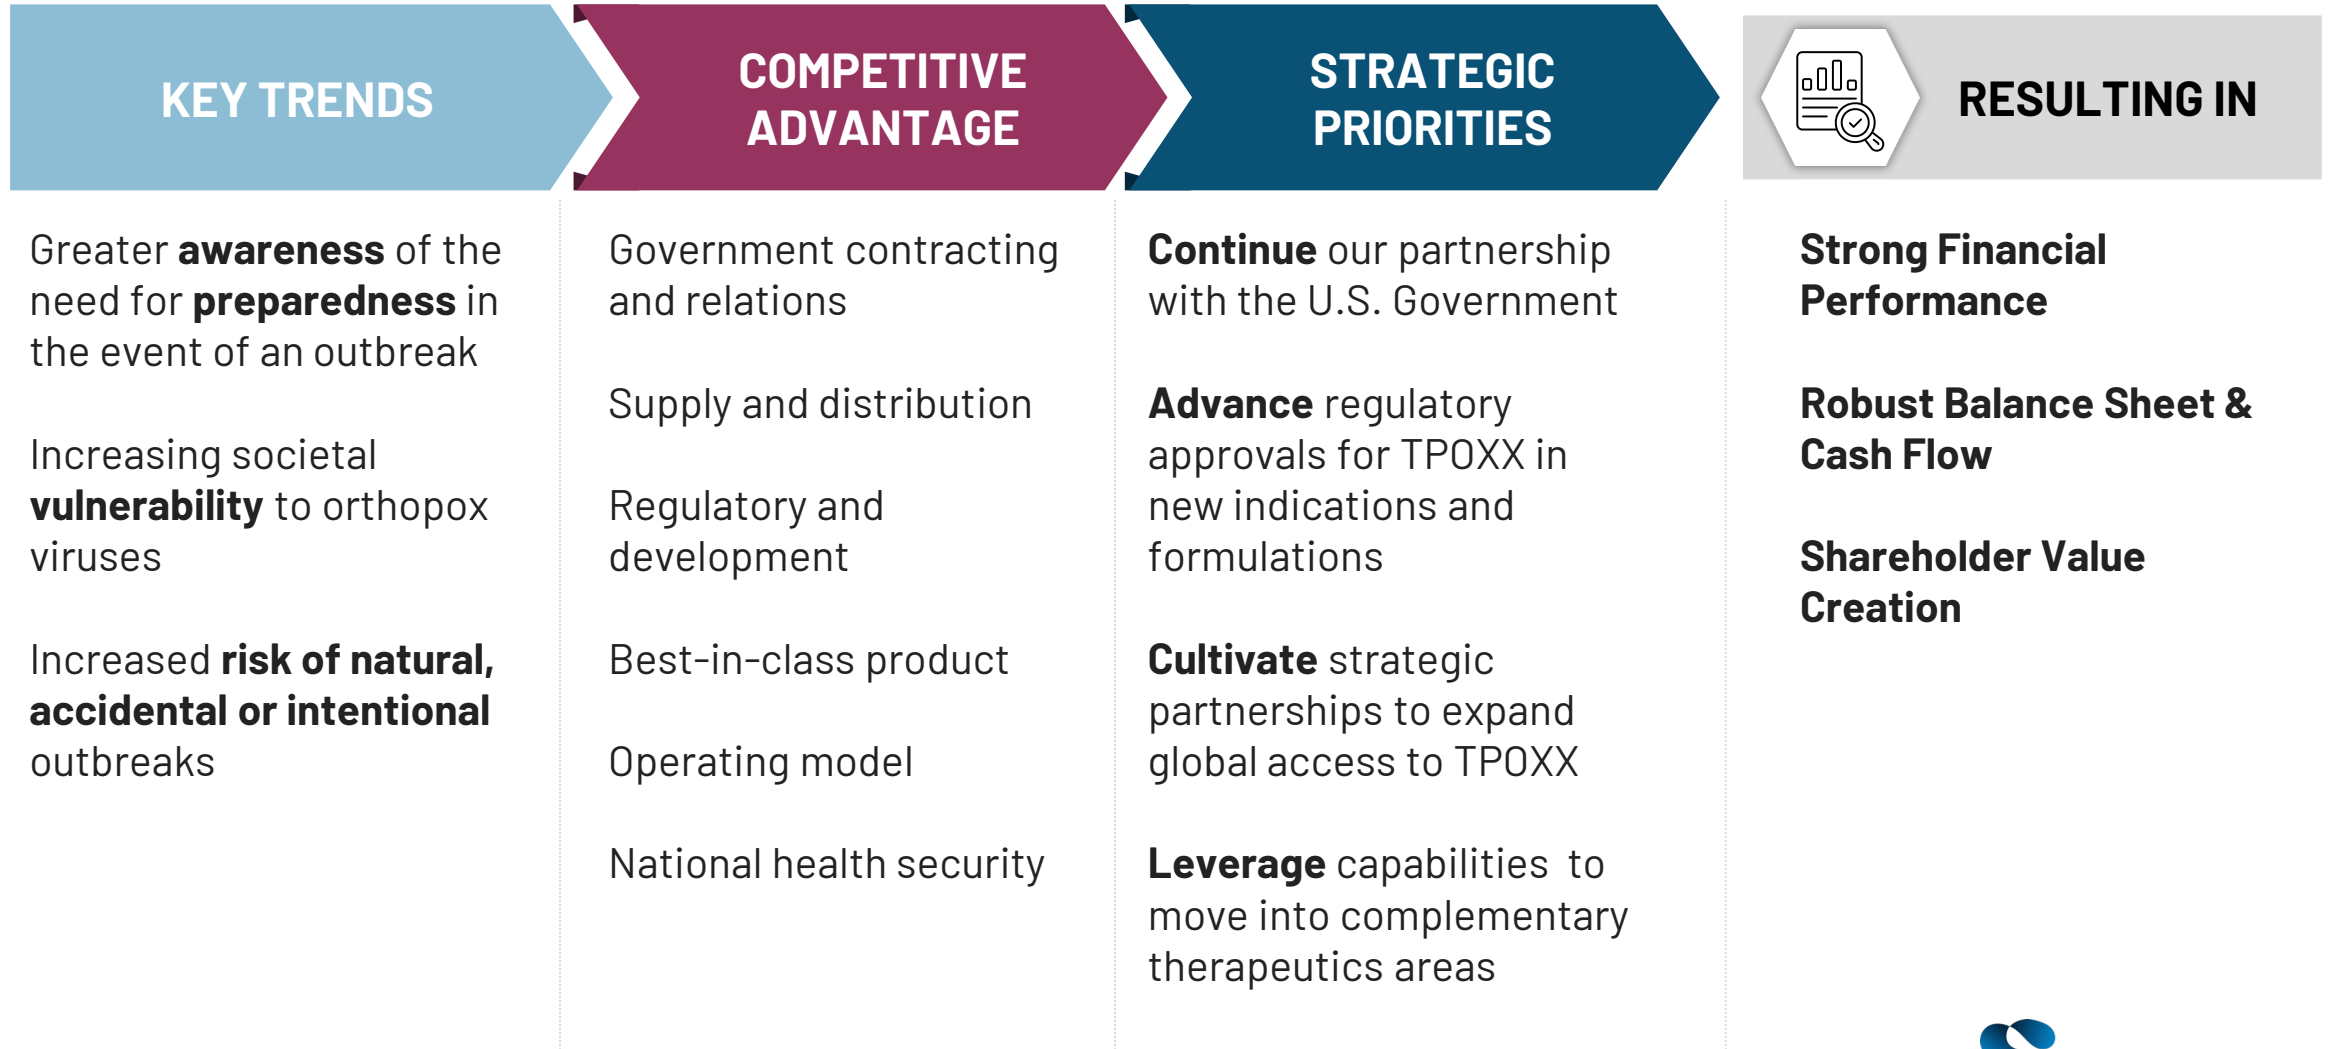 KEY TRENDS
Greater awareness of the
need for preparedness in
the event of an outbreak
Increasing societal
vulnerability to orthopox
viruses
Increased risk of natural,
accidental or intentional
outbreaks
COMPETITIVE
ADVANTAGE
Government contracting
and relations
Supply and distribution
Regulatory and
development
Best-in-class product
Operating model
National health security
STRATEGIC
PRIORITIES
Continue our partnership
with the U.S. Government
Advance regulatory
approvals for TPOXX in
new indications and
formulations
Cultivate strategic
partnerships to expand
global access to TPOXX
Leverage capabilities to
move into complementary
therapeutics areas
RESULTING IN
Strong Financial
Performance
Robust Balance Sheet &
Cash Flow
Shareholder Value
Creation